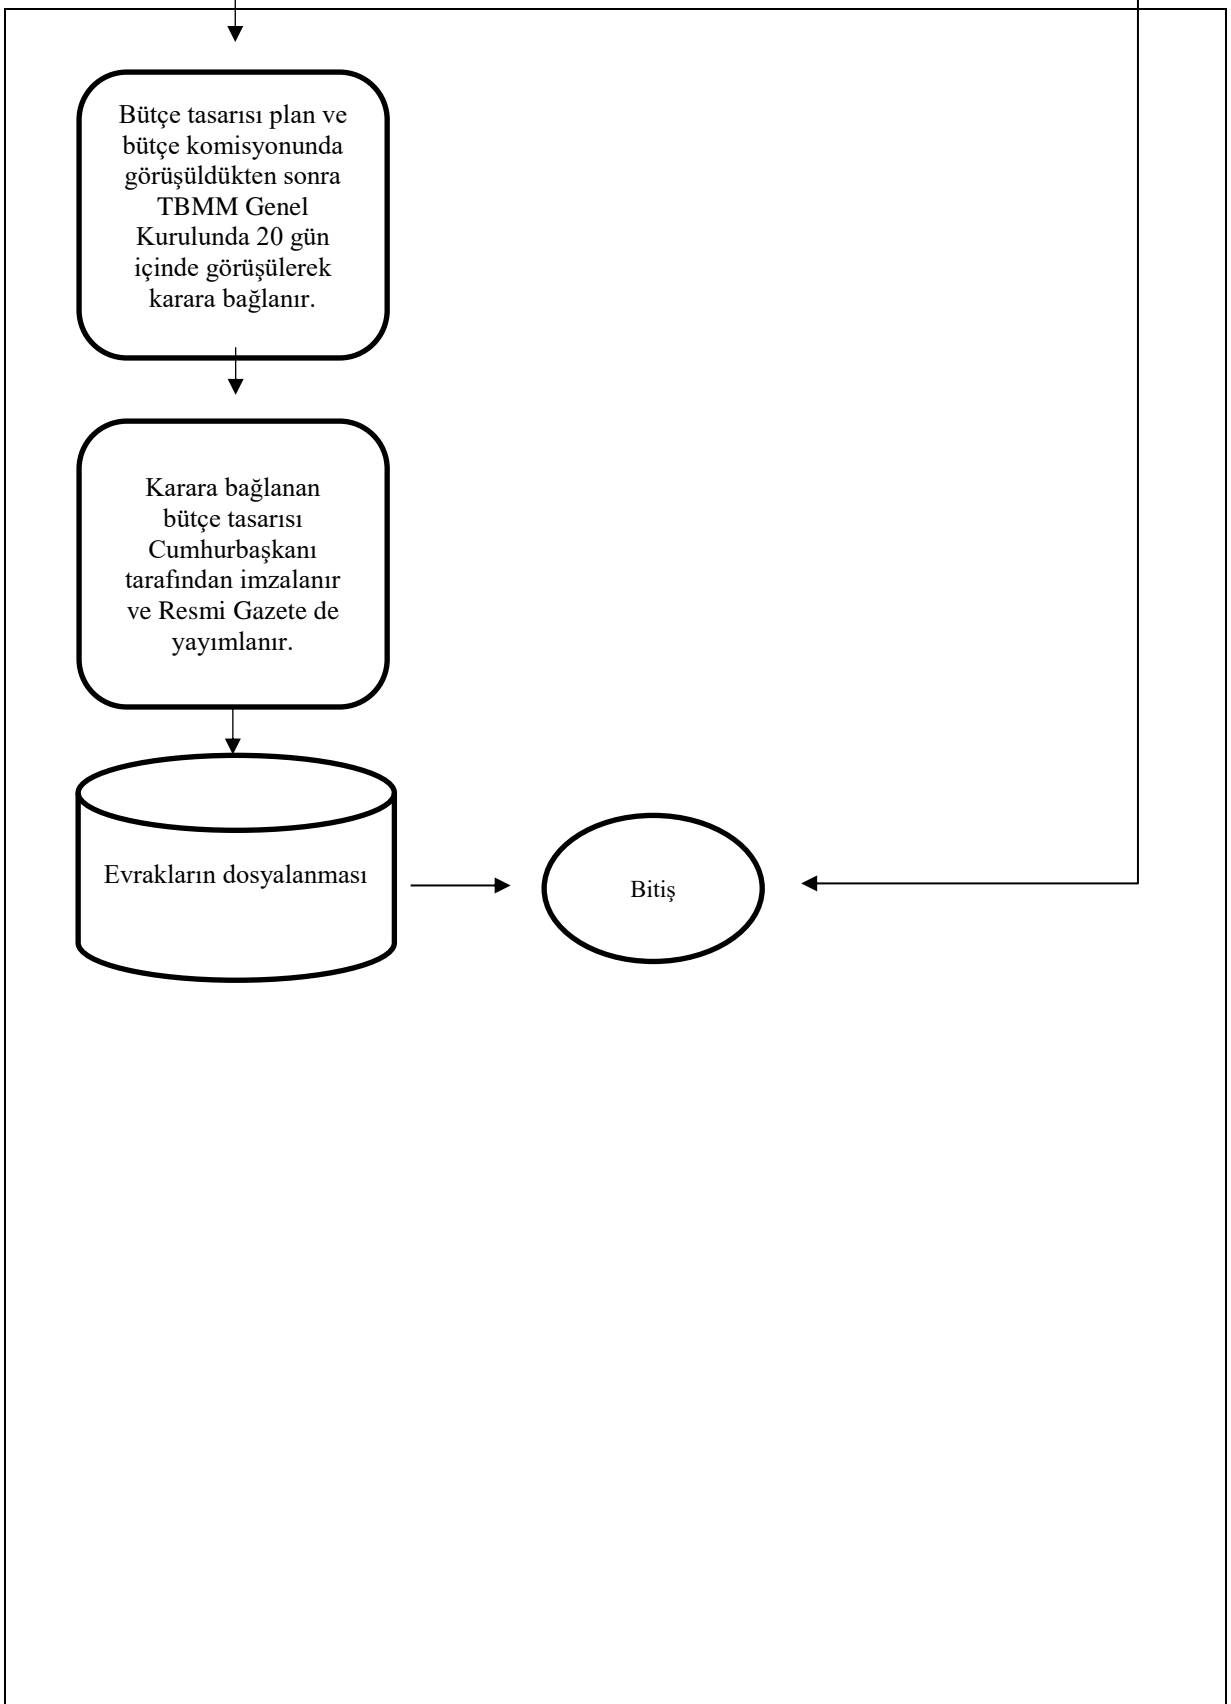 Bütçe tasarısı plan ve
bütçe komisyonunda
görüşüldükten sonra
TBMM Genel
Kurulunda 20 gün
içinde görüşülerek
karara bağlanır.
Karara bağlanan
bütçe tasarısı
Cumhurbaşkanı
tarafından imzalanır
ve Resmi Gazete de
yayımlanır.
Evrakların dosyalanması
Bitiş